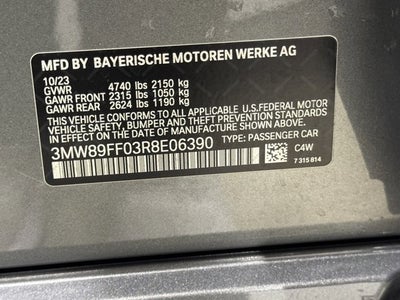 MFD BY BAYERISCHE MOTOREN WERKE AG
10/23
GVWR 4740 lbs 2150 kg
GAWR FRONT 2315 lbs 1050 kg
GAWR REAR 2624 lbs 1190 kg
THIS VEHICLE CONFORMS TO ALL APPLICABLE U.S. FEDERAL MOTOR
VEHICLE SAFETY, BUMPER, AND THEFT PREVENTION STANDARDS
IN EFFECT ON THE DATE OF MANUFACTURE SHOWN ABOVE.
3MW89FF03R8E06390 TYPE: PASSENGER CAR
C4W
7 315 814